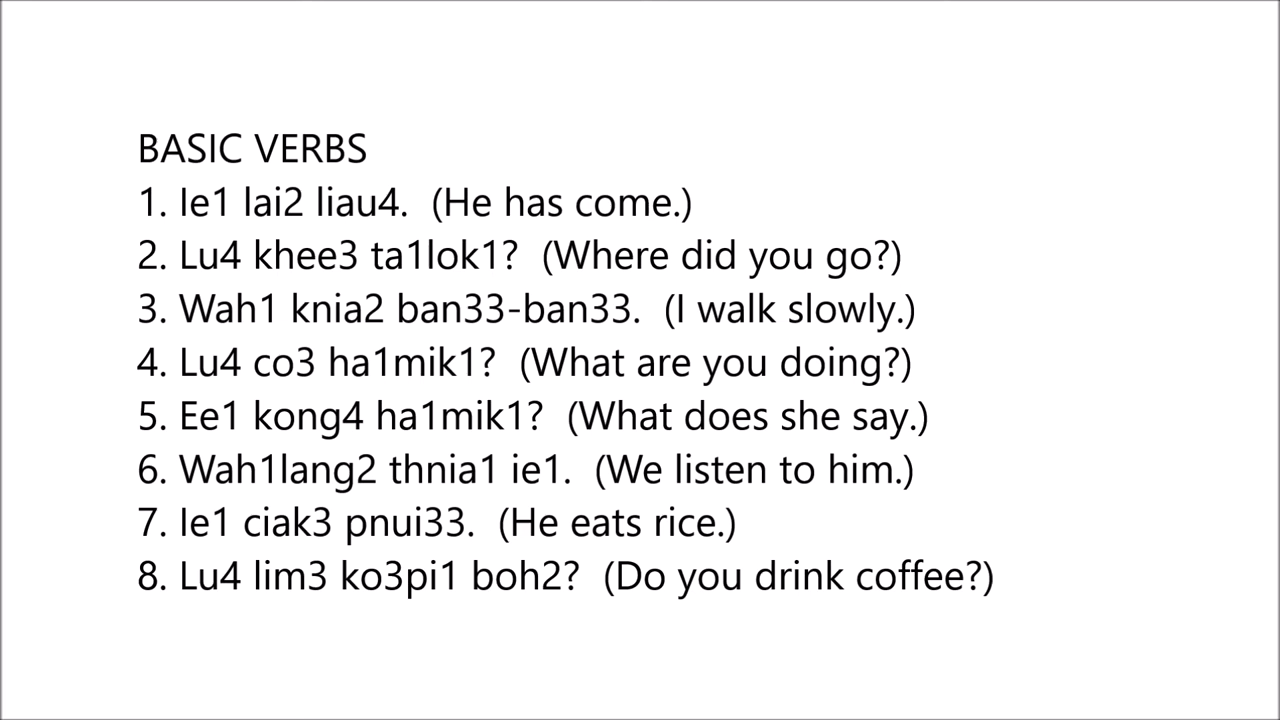 BASIC VERBS
1. Ie1 lai2 liau4.  (He has come.)
2. Lu4 khee3 ta1lok1?  (Where did you go?)
3. Wah1 knia2 ban33-ban33.  (I walk slowly.)
4. Lu4 co3 ha1mik1?  (What are you doing?)
5. Ee1 kong4 ha1mik1?  (What does she say.)
6. Wah1lang2 thnia1 ie1.  (We listen to him.)
7. Ie1 ciak3 pnui33.  (He eats rice.)
8. Lu4 lim3 ko3pi1 boh2?  (Do you drink coffee?)